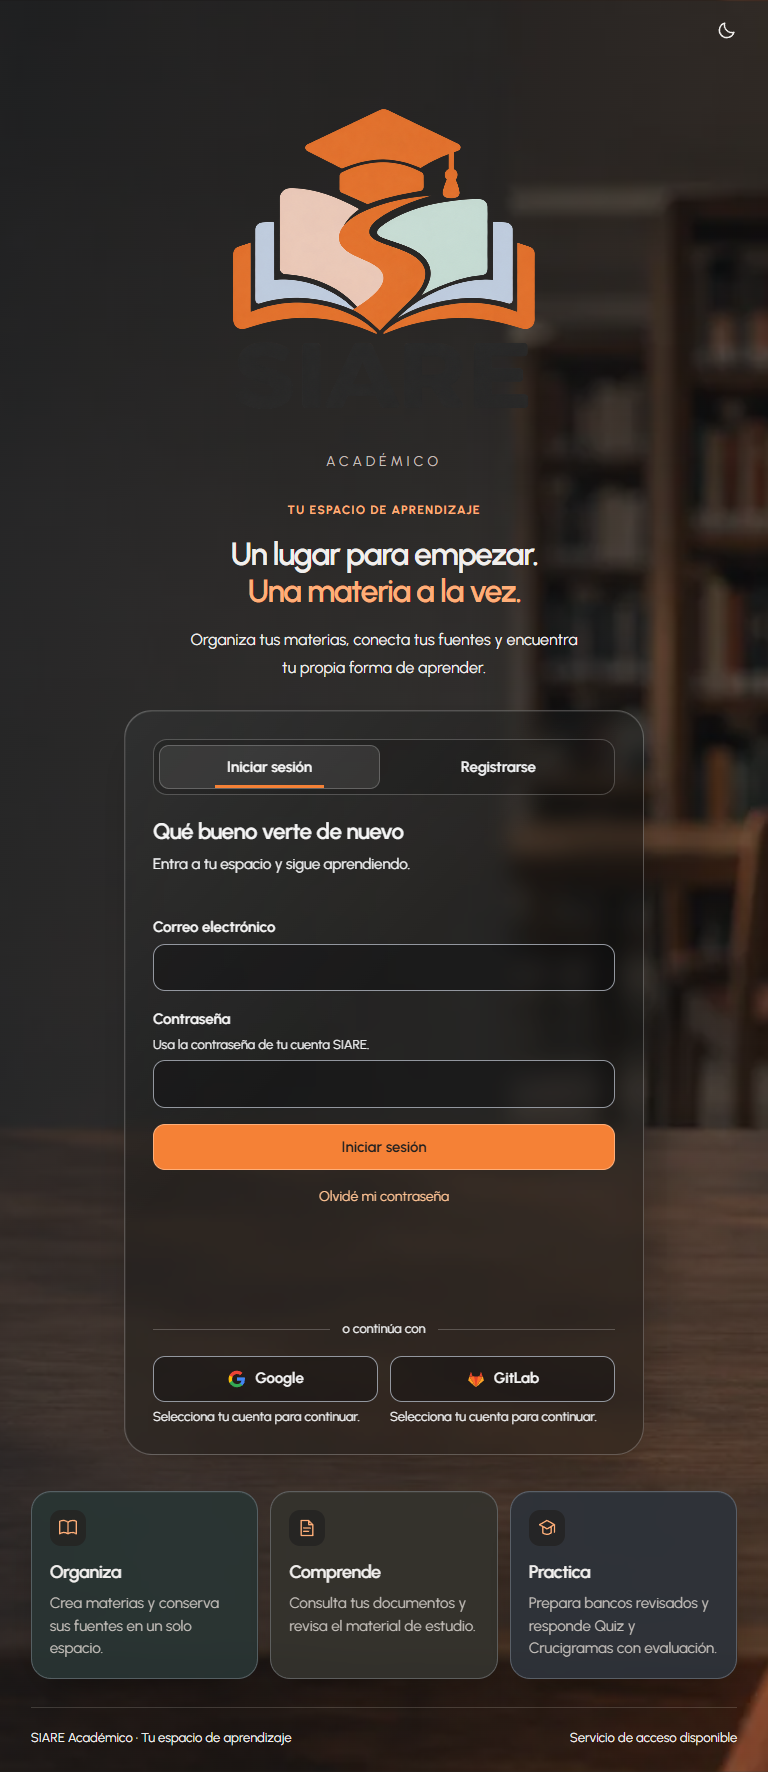 SIARE
ACADÉMICO
TU ESPACIO DE APRENDIZAJE
Un lugar para empezar.
Una materia a la vez.
Organiza tus materias, conecta tus fuentes y encuentra
tu propia forma de aprender.
Iniciar sesión
Registrarse
Qué bueno verte de nuevo
Entra a tu espacio y sigue aprendiendo.
Correo electrónico
Contraseña
Usa la contraseña de tu cuenta SIARE.
Iniciar sesión
Olvidé mi contraseña
o continúa con
Google
GitLab
Selecciona tu cuenta para continuar.
Selecciona tu cuenta para continuar.
Organiza
Crea materias y conserva
sus fuentes en un solo
espacio.
Comprende
Consulta tus documentos y
revisa el material de estudio.
Practica
Prepara bancos revisados y
responde Quiz y
Crucigramas con evaluación.
SIARE Académico · Tu espacio de aprendizaje
Servicio de acceso disponible